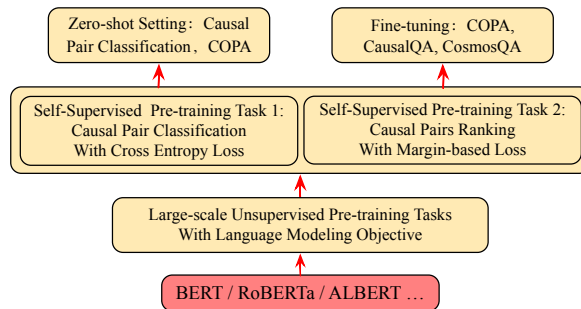 Zero-shot Setting: Causal
Pair Classification, COPA
Fine-tuning: COPA,
CausalQA, CosmosQA
Self-Supervised Pre-training Task 1:
Causal Pair Classification
With Cross Entropy Loss
Self-Supervised Pre-training Task 2:
Causal Pairs Ranking
With Margin-based Loss
Large-scale Unsupervised Pre-training Tasks
With Language Modeling Objective
BERT / RoBERTa / ALBERT ...